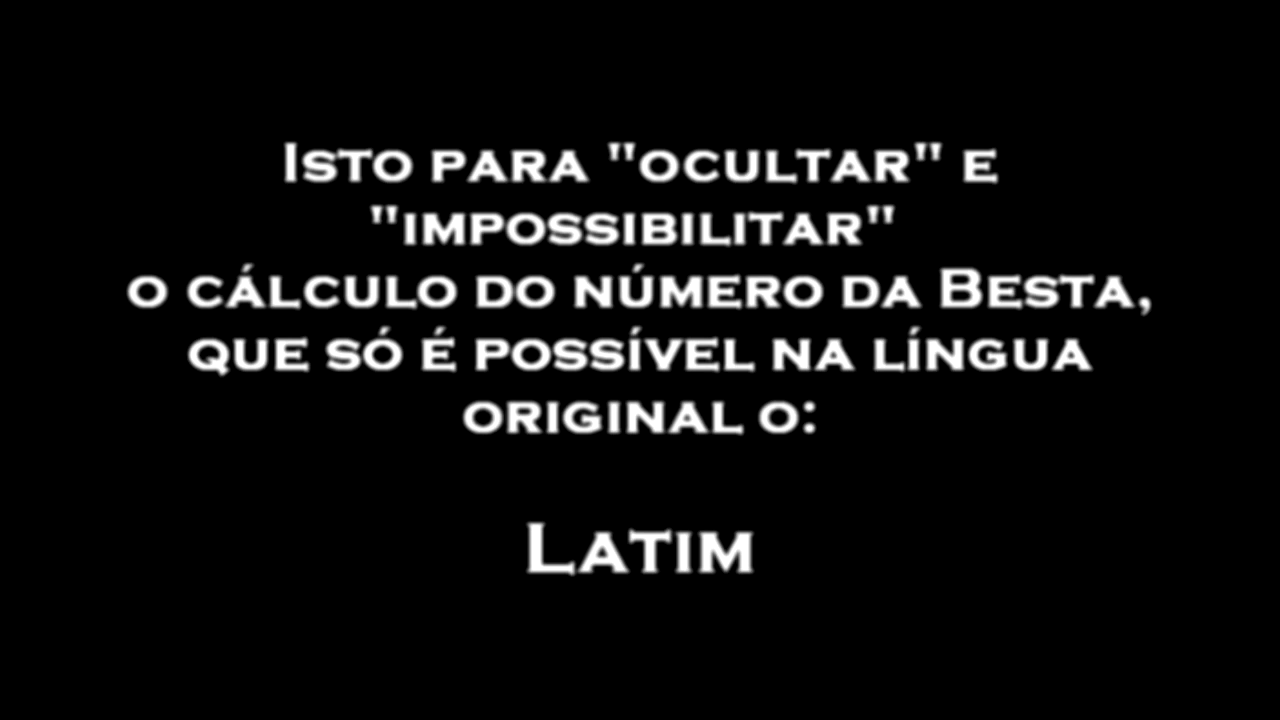 Isto para "ocultar" e
"impossibilitar"
o cálculo do número da Besta,
que só é possível na língua
original o:
Latim